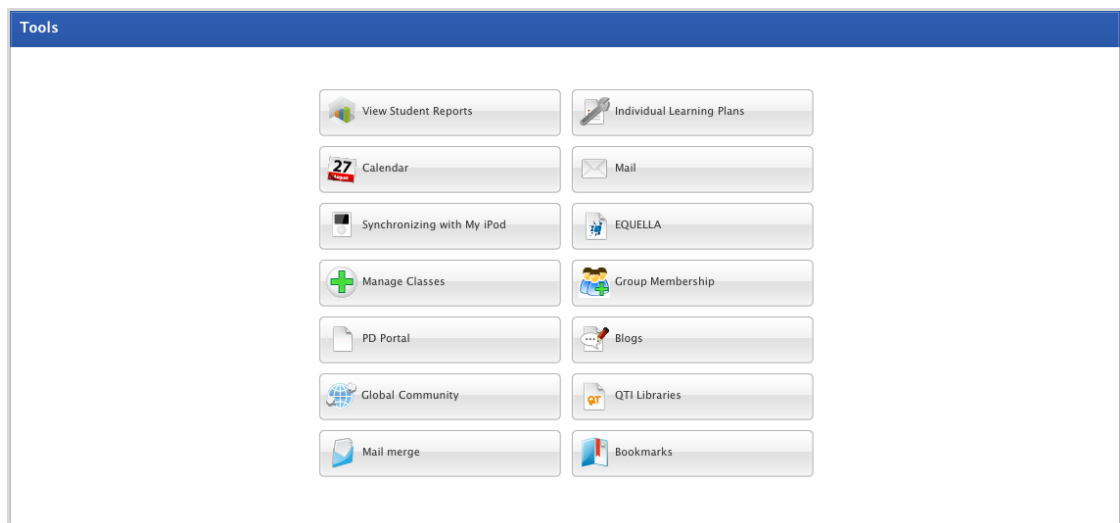 Tools
View Student Reports
Individual Learning Plans
27
Calendar
Mail
Synchronizing with My iPod
EQUELLA
Manage Classes
Group Membership
PD Portal
Blogs
Global Community
QT
QTI Libraries
Mail merge
Bookmarks